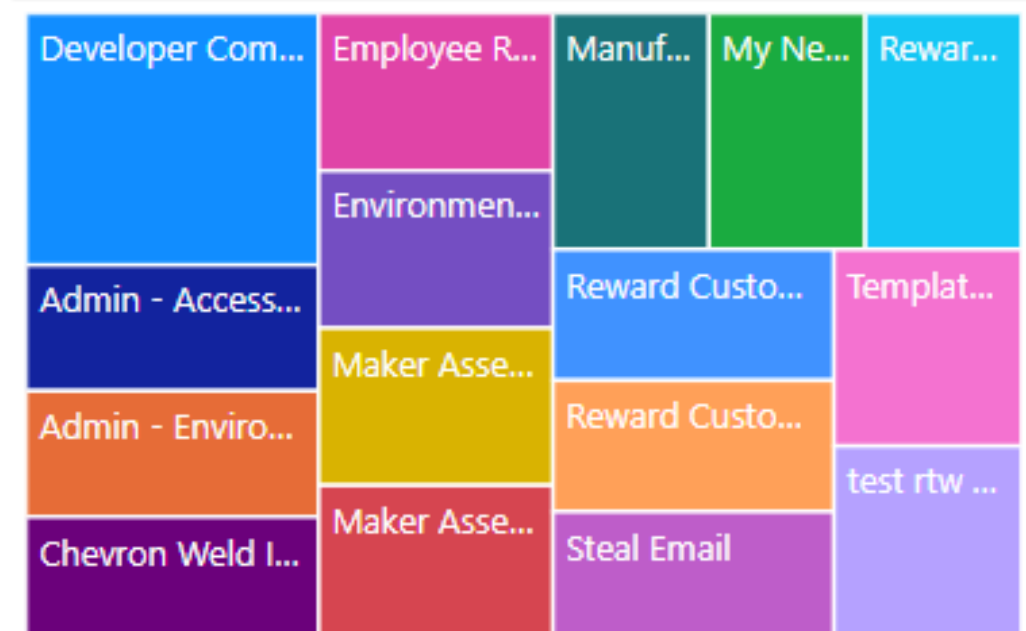 Developer Com...
Admin - Access...
Admin - Enviro...
Chevron Weld I...
Employee R...
Environmen...
Maker Asse...
Maker Asse...
Manuf...
My Ne...
Rewar...
Reward Custo...
Reward Custo...
Steal Email
Templat...
test rtw ...